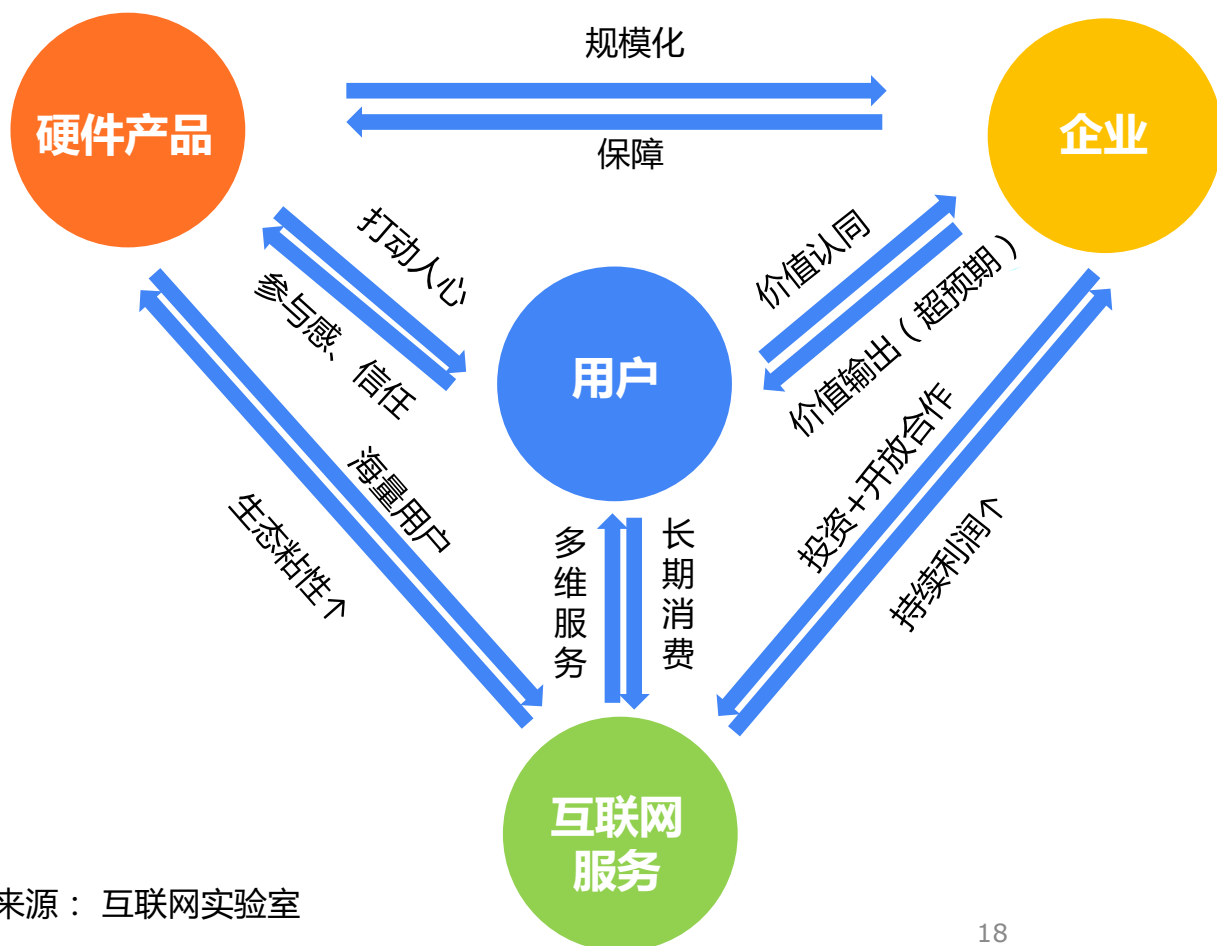 规模化
硬件产品
企业
保障
打动人心
参与感、信任
价值认同
价值输出（超预期）
用户
海量用户
生态粘性↑
多维服务
长期消费
投资+开放合作
持续利润↑
互联网
服务
来源： 互联网实验室
18